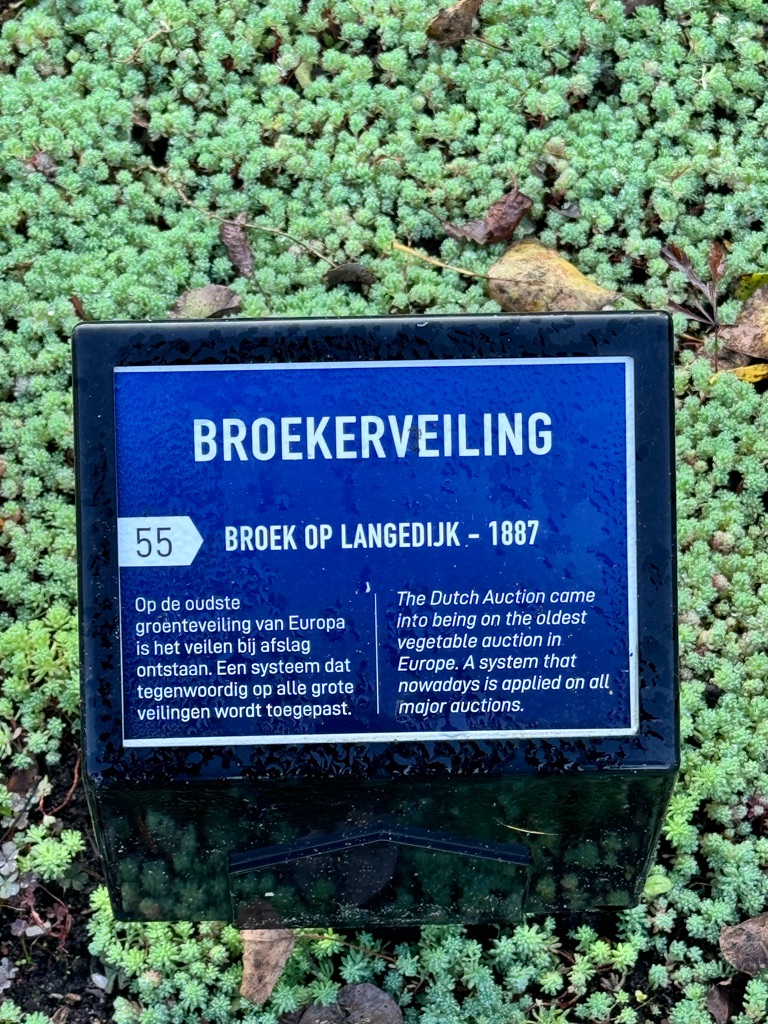 BROEKERVEILING
55
BROEK OP LANGEDIJK - 1887
Op de oudste
groenteveiling van Europa
is het veilen bij afslag
ontstaan. Een systeem dat
tegenwoordig op alle grote
veilingen wordt toegepast.
The Dutch Auction came
into being on the oldest
vegetable auction in
Europe. A system that
nowadays is applied on all
major auctions.